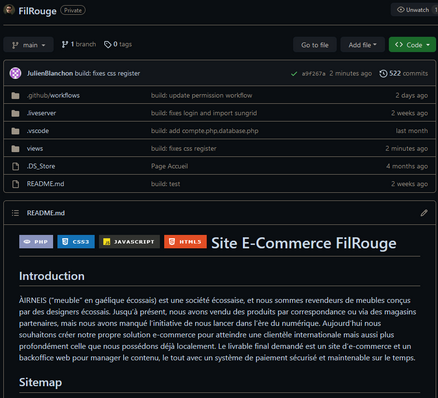 FilRouge Private
Unwatch 1
main 1 branch 0 tags Go to file Add file Code
JulienBlanchon build: fixes css register a9f267a 2 minutes ago 522 commits
.github/workflows build: update permission workflow 2 days ago
.liveserver build: fixes login and import sungrid 2 weeks ago
.vscode build: add compte.php.database.php last month
views build: fixes css register 2 minutes ago
.DS_Store Page Accueil 4 months ago
README.md build: test 2 weeks ago
README.md
PHP CSS3 JAVASCRIPT HTML5 Site E-Commerce FilRouge
Introduction
ÀIRNEIS ("meuble" en gaélique écossais) est une société écossaise, et nous sommes revendeurs de meubles conçus
par des designers écossais. Jusqu'à présent, nous avons vendu des produits par correspondance ou via des magasins
partenaires, mais nous avons manqué l'initiative de nous lancer dans l'ère du numérique. Aujourd'hui nous
souhaitons créer notre propre solution e-commerce pour atteindre une clientèle internationale mais aussi plus
profondément celle que nous possédons déjà localement. Le livrable final demandé est un site d'e-commerce et un
backoffice web pour manager le contenu, le tout avec un système de paiement sécurisé et maintenable sur le temps.
Sitemap